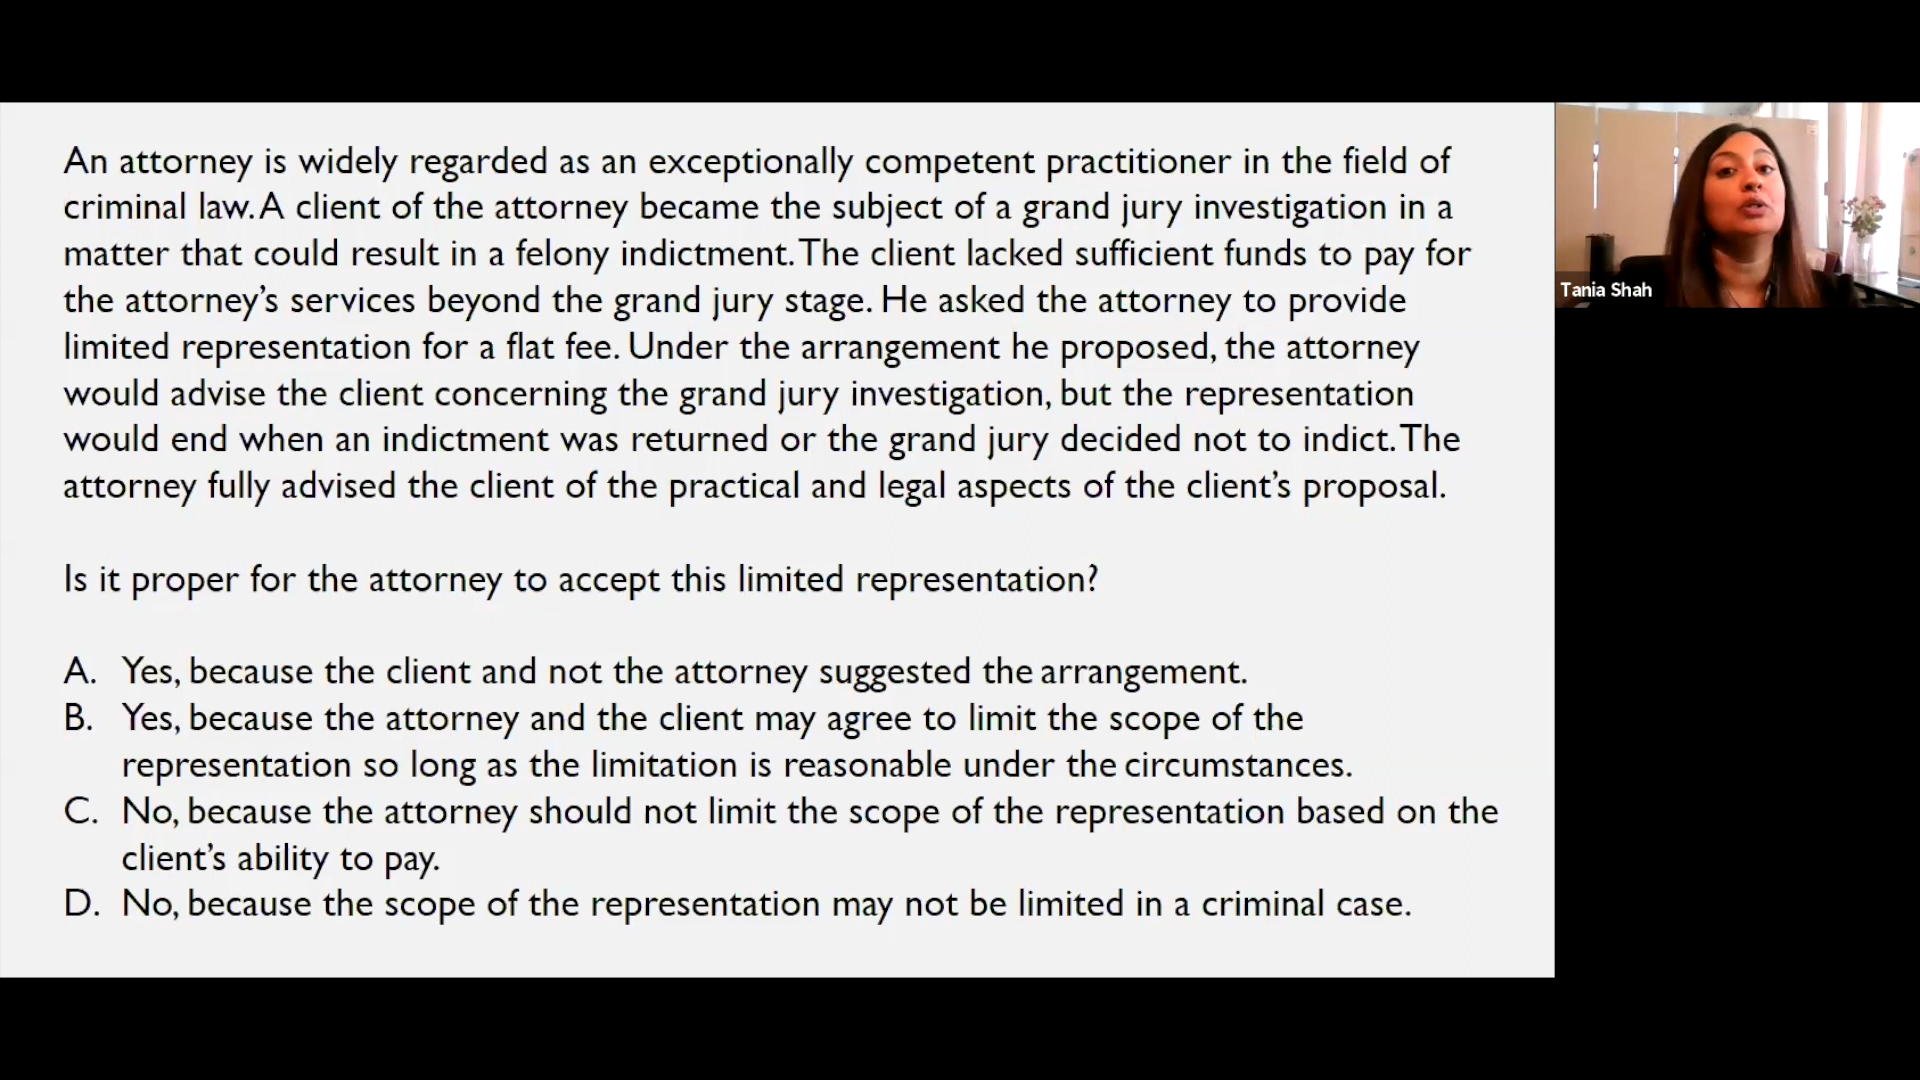 An attorney is widely regarded as an exceptionally competent practitioner in the field of
criminal law. A client of the attorney became the subject of a grand jury investigation in a
matter that could result in a felony indictment. The client lacked sufficient funds to pay for
the attorney’s services beyond the grand jury stage. He asked the attorney to provide
limited representation for a flat fee. Under the arrangement he proposed, the attorney
would advise the client concerning the grand jury investigation, but the representation
would end when an indictment was returned or the grand jury decided not to indict. The
attorney fully advised the client of the practical and legal aspects of the client’s proposal.
Is it proper for the attorney to accept this limited representation?
A. Yes, because the client and not the attorney suggested the arrangement.
B. Yes, because the attorney and the client may agree to limit the scope of the
representation so long as the limitation is reasonable under the circumstances.
C. No, because the attorney should not limit the scope of the representation based on the
client’s ability to pay.
D. No, because the scope of the representation may not be limited in a criminal case.
Tania Shah